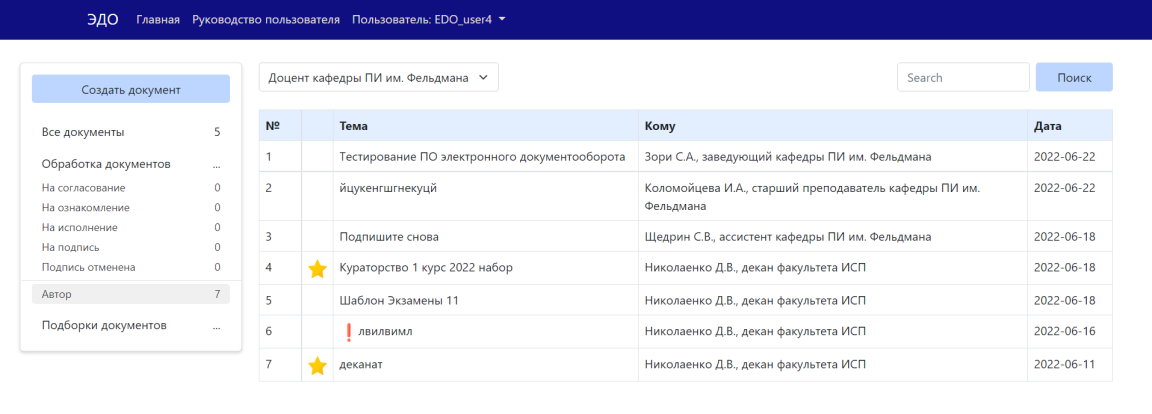 ЭДО Главная Руководство пользователя Пользователь: EDO_user4
Создать документ
Все документы 5
Обработка документов ...
На согласование 0
На ознакомление 0
На исполнение 0
На подпись 0
Подпись отменена 0
Автор 7
Подборки документов ...
Доцент кафедры ПИ им. Фельдмана Search Поиск
№ Тема Кому Дата
1 Тестирование ПО электронного документооборота Зори С.А., заведующий кафедры ПИ им. Фельдмана 2022-06-22
2 йцукенгшгнекуцй Коломойцева И.А., старший преподаватель кафедры ПИ им. 2022-06-22
Фельдмана
3 Подпишите снова Щедрин С.В., ассистент кафедры ПИ им. Фельдмана 2022-06-18
4 Кураторство 1 курс 2022 набор Николаенко Д.В., декан факультета ИСП 2022-06-18
5 Шаблон Экзамены 11 Николаенко Д.В., декан факультета ИСП 2022-06-18
6 ❗ лвилвимл Николаенко Д.В., декан факультета ИСП 2022-06-16
7 деканат Николаенко Д.В., декан факультета ИСП 2022-06-11